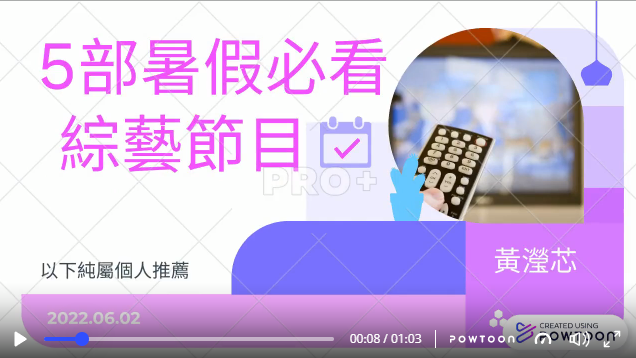 5部暑假必看
綜藝節目
PRO+
以下純屬個人推薦
黃瀅芯
2022.06.02
CREATED USING
POWTOON
00:08 / 01:03
POWTOON